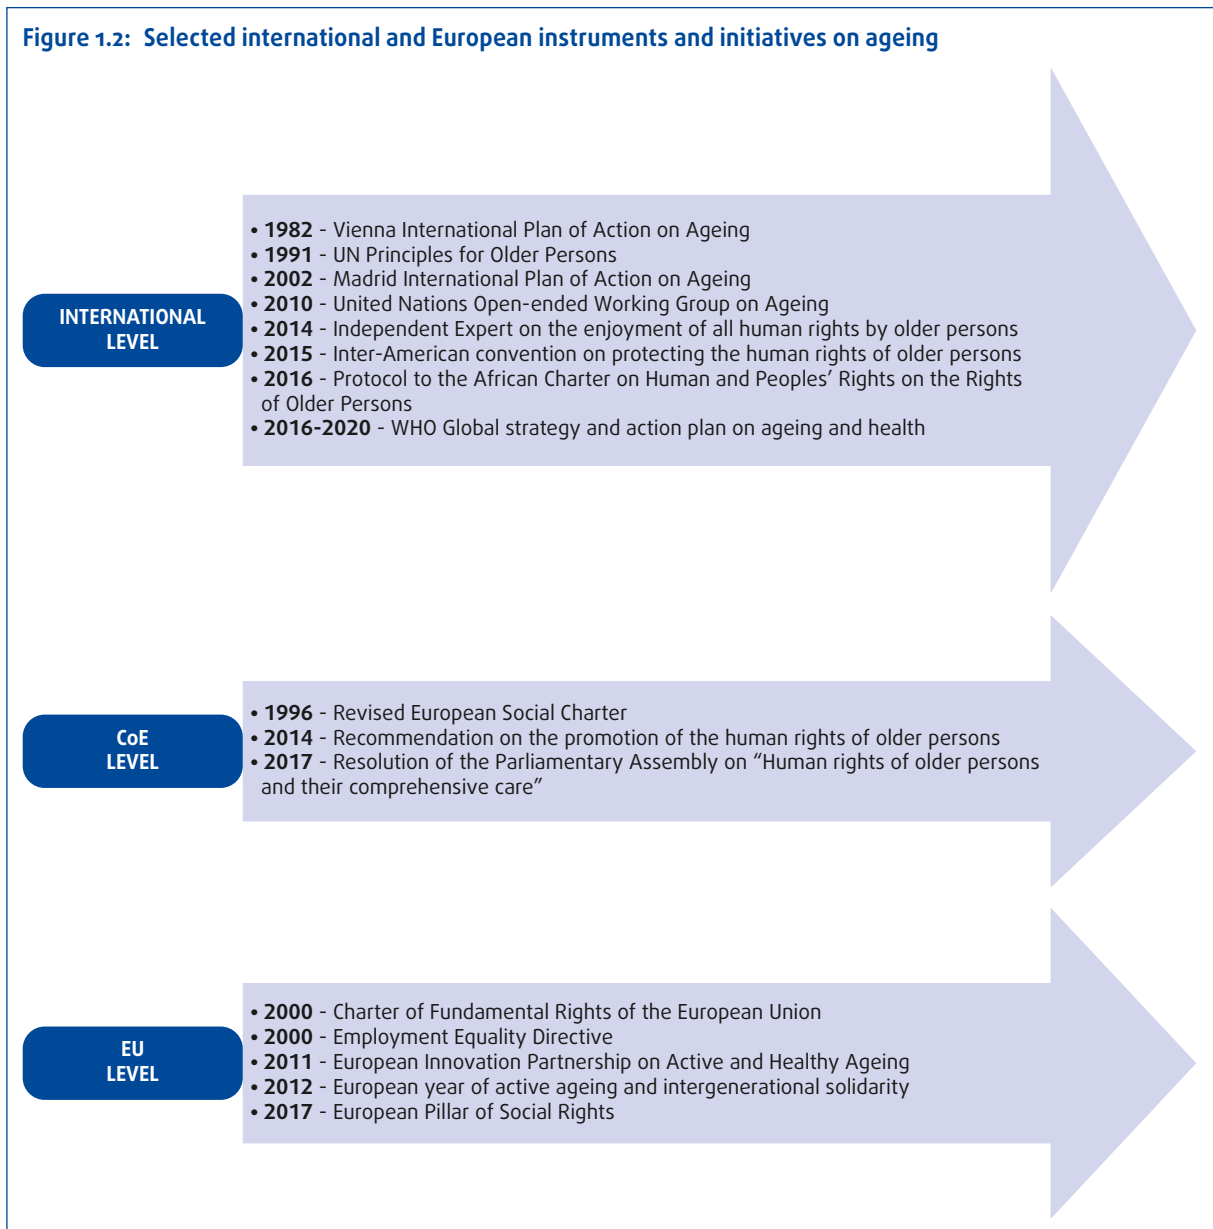 Figure 1.2: Selected international and European instruments and initiatives on ageing
INTERNATIONAL
LEVEL
• 1982 - Vienna International Plan of Action on Ageing
• 1991 - UN Principles for Older Persons
• 2002 - Madrid International Plan of Action on Ageing
• 2010 - United Nations Open-ended Working Group on Ageing
• 2014 - Independent Expert on the enjoyment of all human rights by older persons
• 2015 - Inter-American convention on protecting the human rights of older persons
• 2016 - Protocol to the African Charter on Human and Peoples’ Rights on the Rights
of Older Persons
• 2016-2020 - WHO Global strategy and action plan on ageing and health
CoE
LEVEL
• 1996 - Revised European Social Charter
• 2014 - Recommendation on the promotion of the human rights of older persons
• 2017 - Resolution of the Parliamentary Assembly on “Human rights of older persons
and their comprehensive care”
EU
LEVEL
• 2000 - Charter of Fundamental Rights of the European Union
• 2000 - Employment Equality Directive
• 2011 - European Innovation Partnership on Active and Healthy Ageing
• 2012 - European year of active ageing and intergenerational solidarity
• 2017 - European Pillar of Social Rights